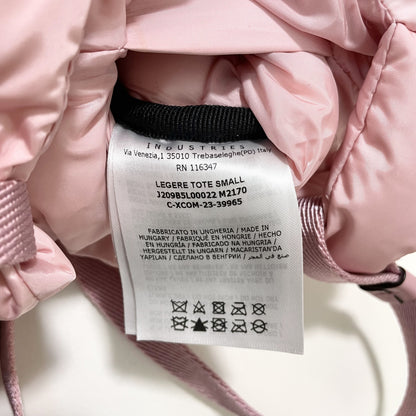 INDUSTRIES
Via Venezia,1 35010 Trebaseleghe(PD) Italy
RN 116347
LEGERE TOTE SMALL
J209B5L00022 M2170
C-XCOM-23-39965
FABBRICATO IN UNGHERIA / MADE IN
HUNGARY / FABRIQUÉ EN HONGRIE / HECHO
EN HUNGRÍA / FABRICADO NA HUNGRIA /
HERGESTELLT IN UNGARN / MACARİSTAN'DA
YAPILAN / СДЕЛАНО В ВЕНГРИИ / صنع في المجر